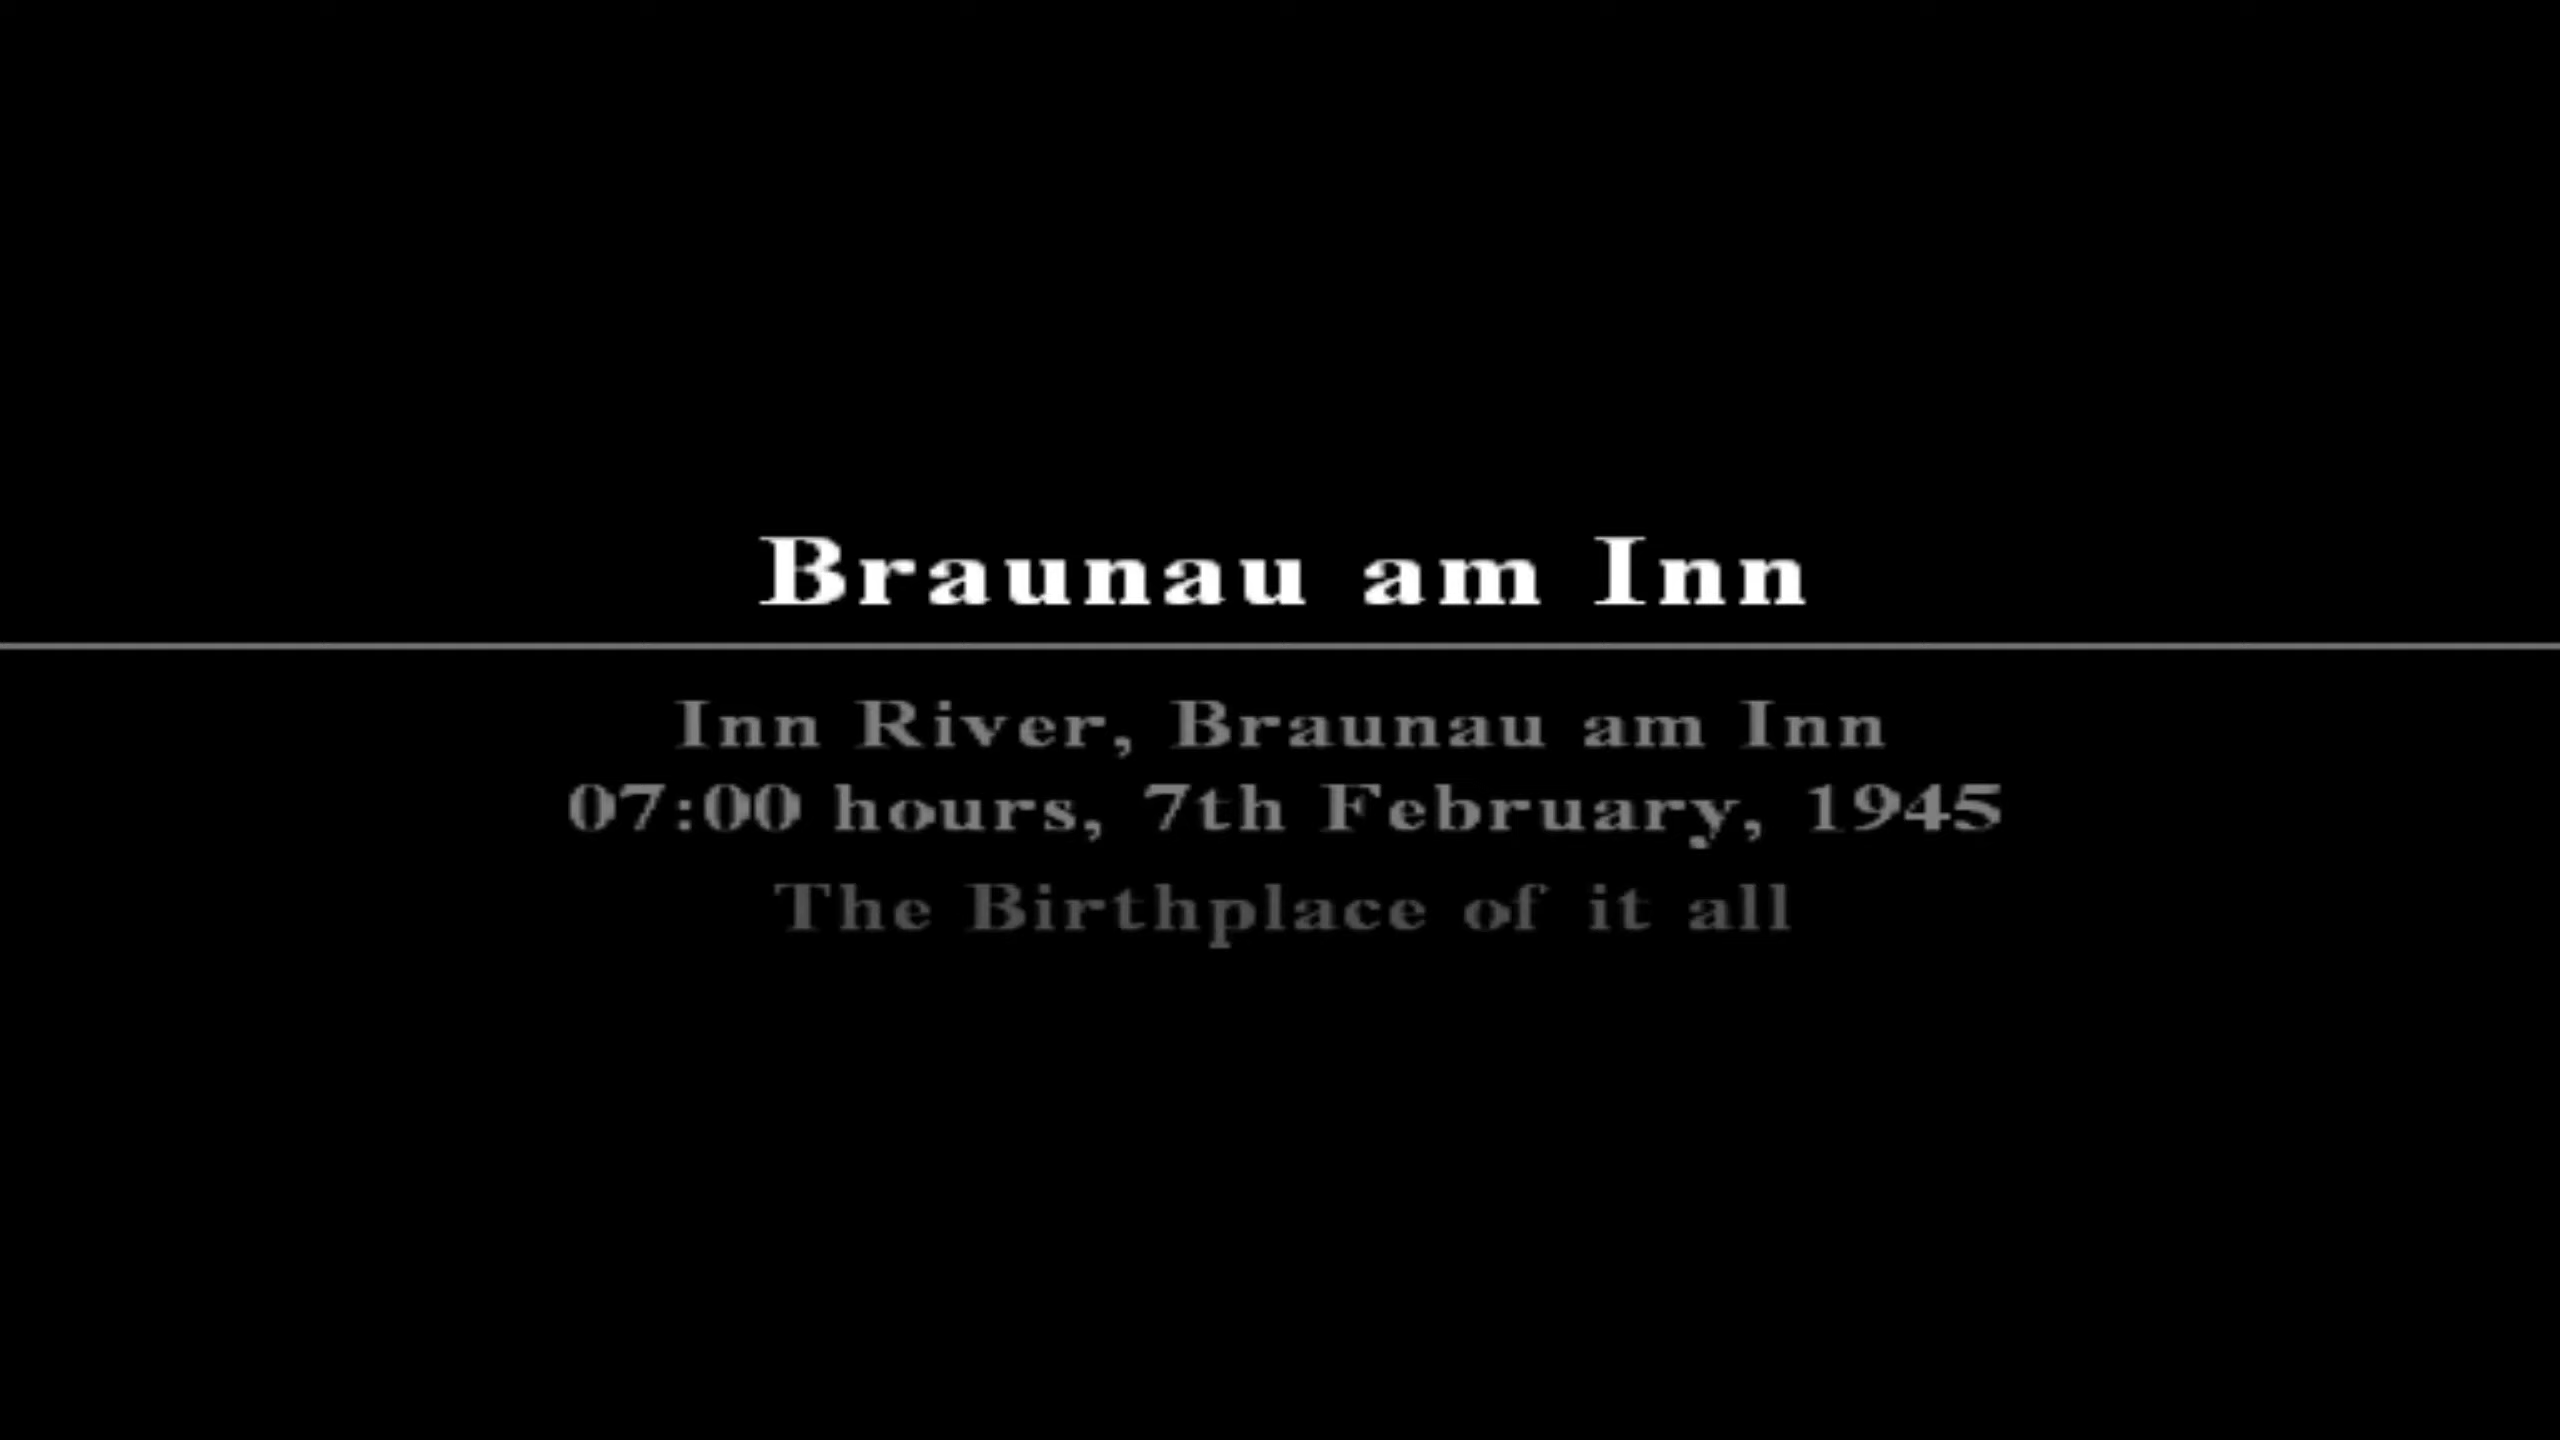 Braunau am Inn
Inn River, Braunau am Inn
07:00 hours, 7th February, 1945
The Birthplace of it all